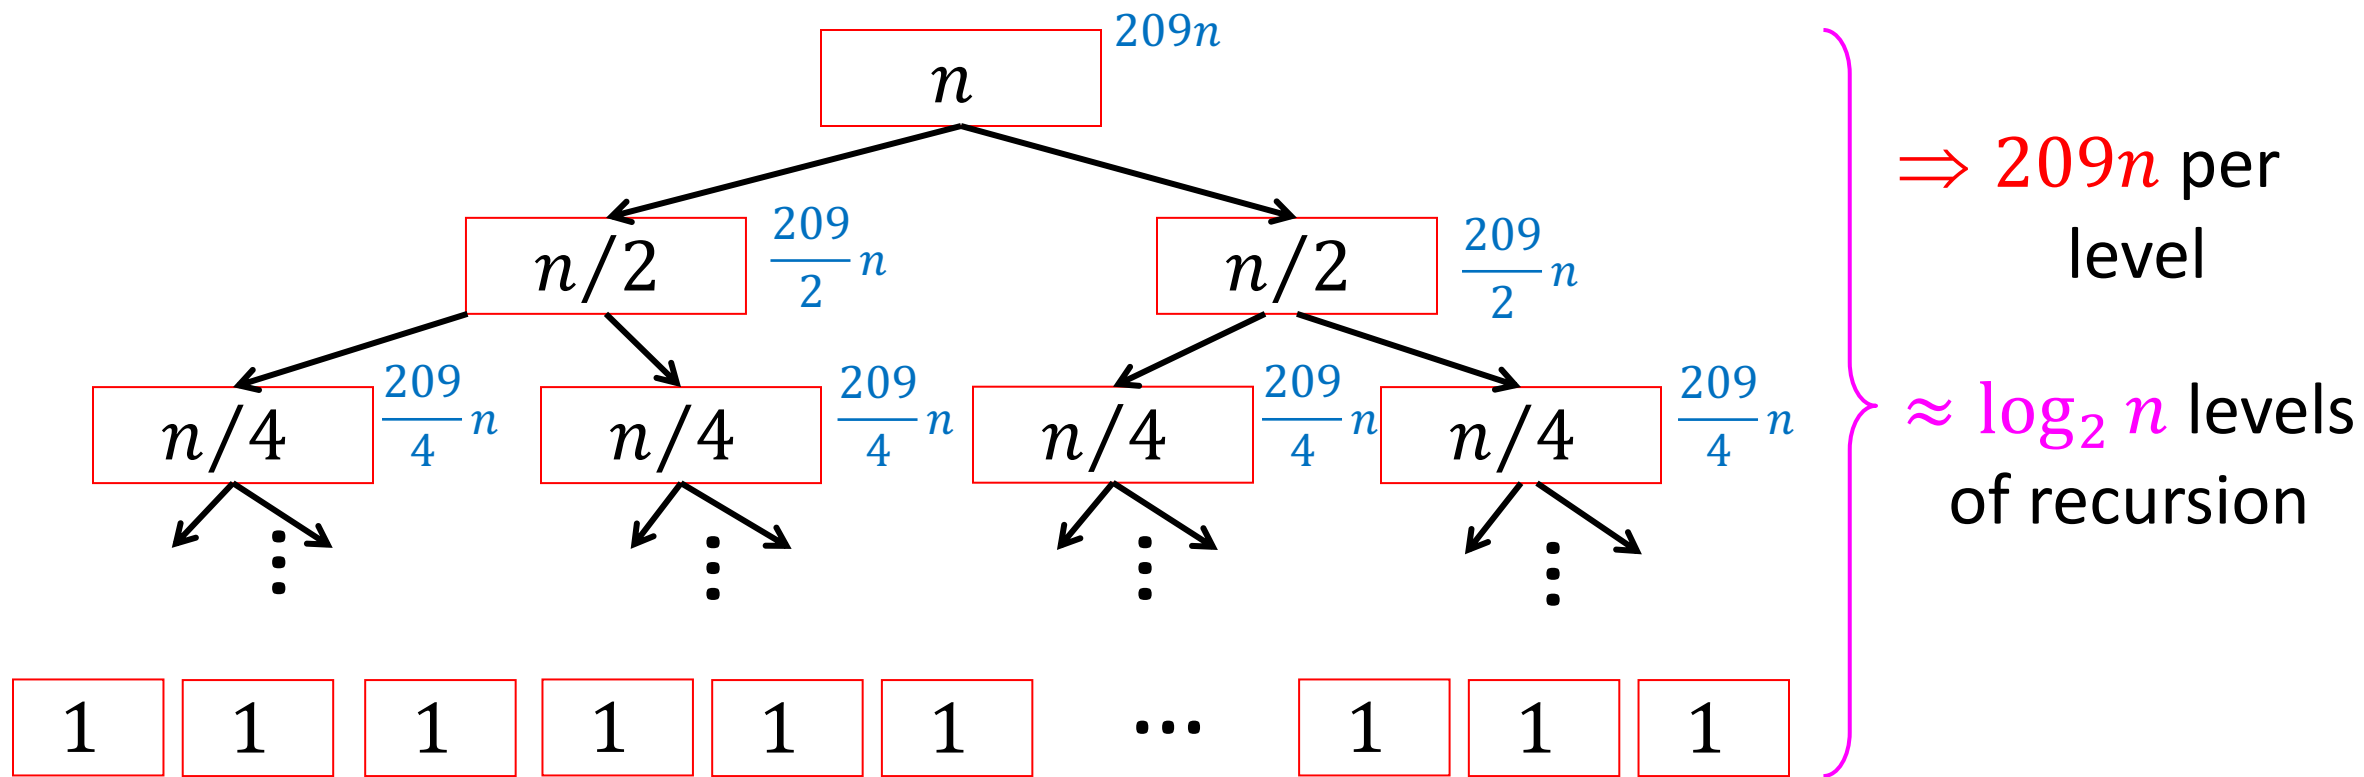 n 209n
n/2 209/2 n n/2 209/2 n
n/4 209/4 n n/4 209/4 n n/4 209/4 n n/4 209/4 n
⋮ ⋮ ⋮ ⋮
1 1 1 1 1 1 ⋯ 1 1 1
⇒ 209n per
level
≈ log₂ n levels
of recursion